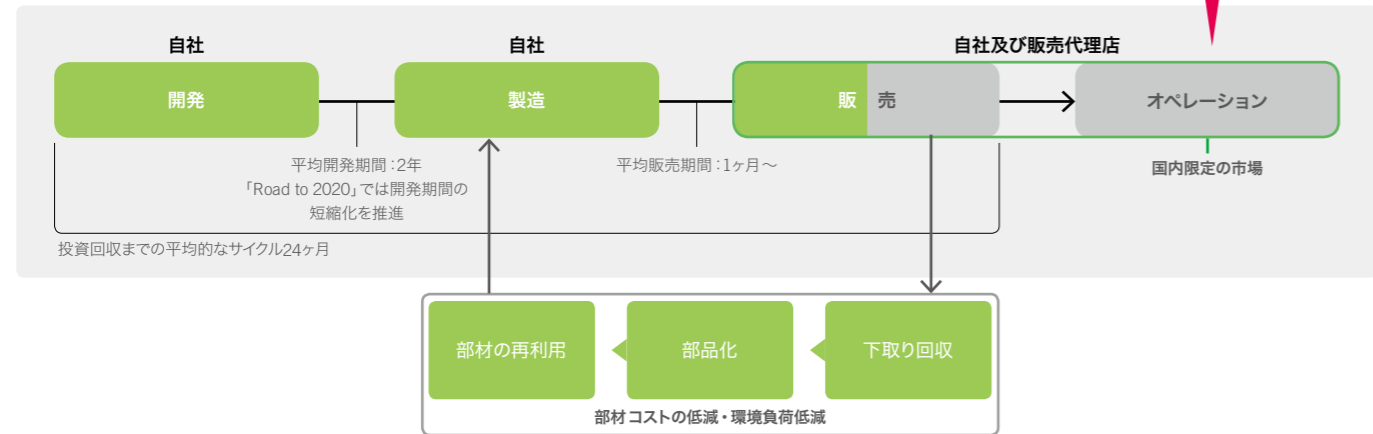 自社
自社
自社及び販売代理店
開発
製造
販 売
オペレーション
平均開発期間：2年
「Road to 2020」では開発期間の
短縮化を推進
平均販売期間：1ヶ月～
国内限定の市場
投資回収までの平均的なサイクル24ヶ月
部材の再利用
部品化
下取り回収
部材コストの低減・環境負荷低減